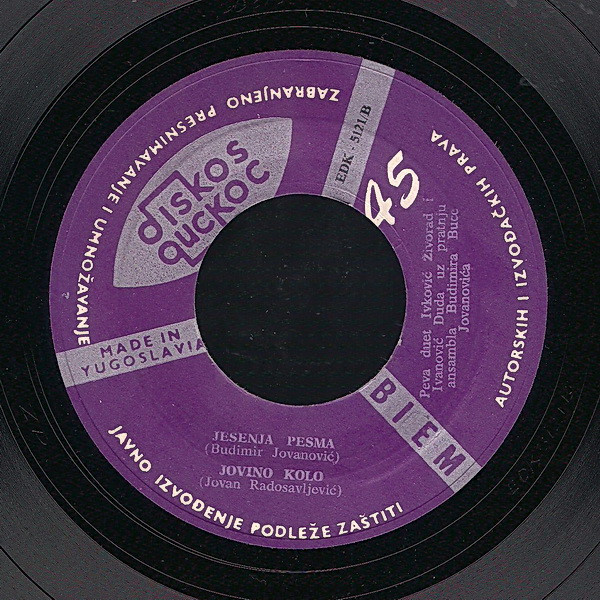 diskos
дискос
EDK - 5121/B
45
Peva duet Ivković Živorad i
Ivanović Duda uz pratnju
ansambla Budimira Buce
Jovanovića
MADE IN
YUGOSLAVIA
BIEM
JESENJA PESMA
(Budimir Jovanović)
JOVINO KOLO
(Jovan Radosavljević)
ZABRANJENO PRESNIMAVANJE I UMNOŽAVANJE
JAVNO IZVOĐENJE PODLEŽE ZAŠTITI
AUTORSKIH I IZVOĐAČKIH PRAVA